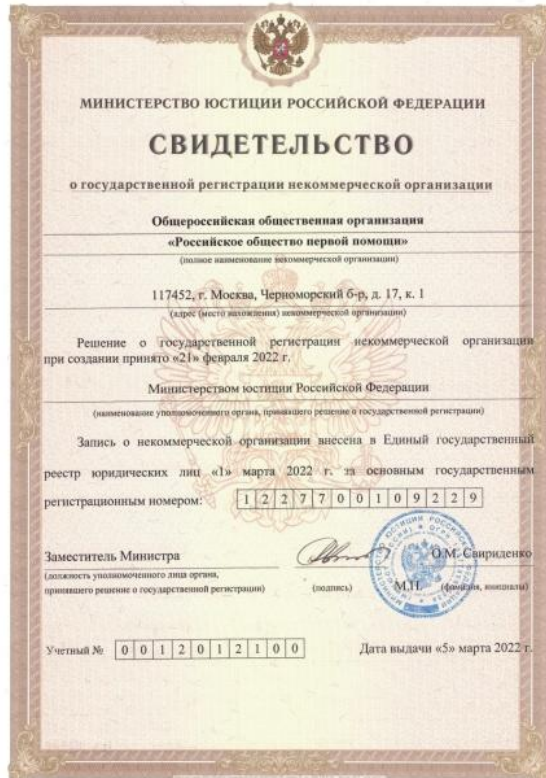 МИНИСТЕРСТВО ЮСТИЦИИ РОССИЙСКОЙ ФЕДЕРАЦИИ
СВИДЕТЕЛЬСТВО
о государственной регистрации некоммерческой организации
Общероссийская общественная организация
«Российское общество первой помощи»
(полное наименование некоммерческой организации)
117452, г. Москва, Черноморский б-р, д. 17, к. 1
(адрес (место нахождения) некоммерческой организации)
Решение о государственной регистрации некоммерческой организации
при создании принято «21» февраля 2022 г.
Министерством юстиции Российской Федерации
(наименование уполномоченного органа, принявшего решение о государственной регистрации)
Запись о некоммерческой организации внесена в Единый государственный
реестр юридических лиц «1» марта 2022 г. за основным государственным
регистрационным номером: 1 2 2 7 7 0 0 1 0 9 2 2 9
Заместитель Министра О.М. Свириденко
(должность уполномоченного лица органа,
принявшего решение о государственной регистрации) (подпись) М.П. (фамилия, инициалы)
Учетный № 0 0 1 2 0 1 2 1 0 0 Дата выдачи «5» марта 2022 г.